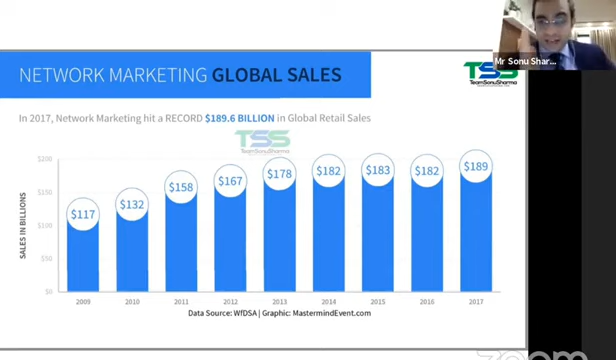 NETWORK MARKETING GLOBAL SALES
TSS
TeamSonuSharma
Mr Sonu Shar...
In 2017, Network Marketing hit a RECORD $189.6 BILLION in Global Retail Sales
TSS
TeamSonuSharma
SALES IN BILLIONS
$200
$150
$100
$50
$0
$117
$132
$158
$167
$178
$182
$183
$182
$189
2009
2010
2011
2012
2013
2014
2015
2016
2017
Data Source: WfDSA | Graphic: MastermindEvent.com
zoom